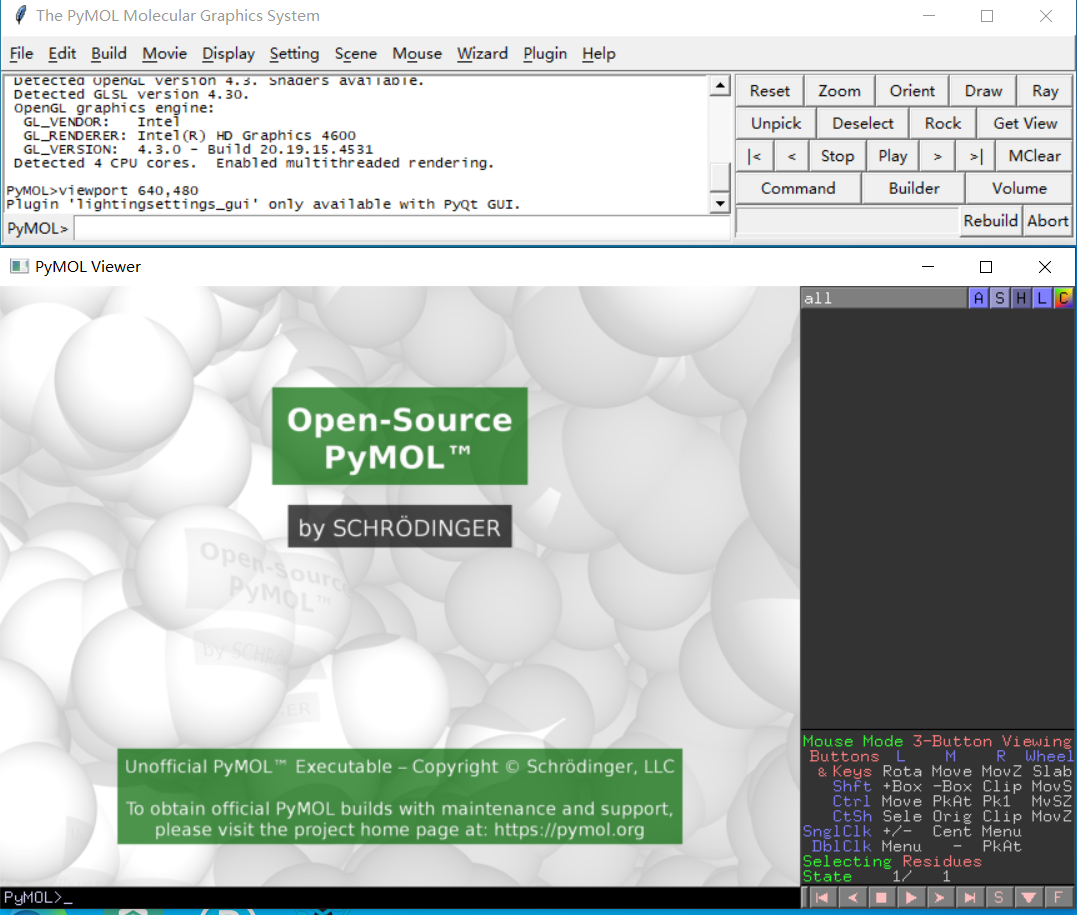 The PyMOL Molecular Graphics System
File Edit Build Movie Display Setting Scene Mouse Wizard Plugin Help
Detected OpenGL version 4.3. Shaders available.
Detected GLSL version 4.30.
OpenGL graphics engine:
GL_VENDOR: Intel
GL_RENDERER: Intel(R) HD Graphics 4600
GL_VERSION: 4.3.0 - Build 20.19.15.4531
Detected 4 CPU cores. Enabled multithreaded rendering.
PyMOL>viewport 640,480
Plugin 'lightingsettings_gui' only available with PyQt GUI.
PyMOL>
Reset Zoom Orient Draw Ray
Unpick Deselect Rock Get View
|< < Stop Play > >| MClear
Command Builder Volume
Rebuild Abort
PyMOL Viewer
all A S H L C
Open-Source
PyMOL™
by SCHRÖDINGER
Open-Source
PyMOL™
by SCHR
ER
Unofficial PyMOL™ Executable – Copyright © Schrödinger, LLC
To obtain official PyMOL builds with maintenance and support,
please visit the project home page at: https://pymol.org
Mouse Mode 3-Button Viewing
Buttons L M R Wheel
& Keys Rota Move MovZ Slab
Shft +Box -Box Clip MovS
Ctrl Move PkAt Pk1 MvSZ
CtSh Sele Orig Clip MovZ
SnglClk +/- Cent Menu
DblClk Menu - PkAt
Selecting Residues
State 1/ 1
S F
PyMOL>_